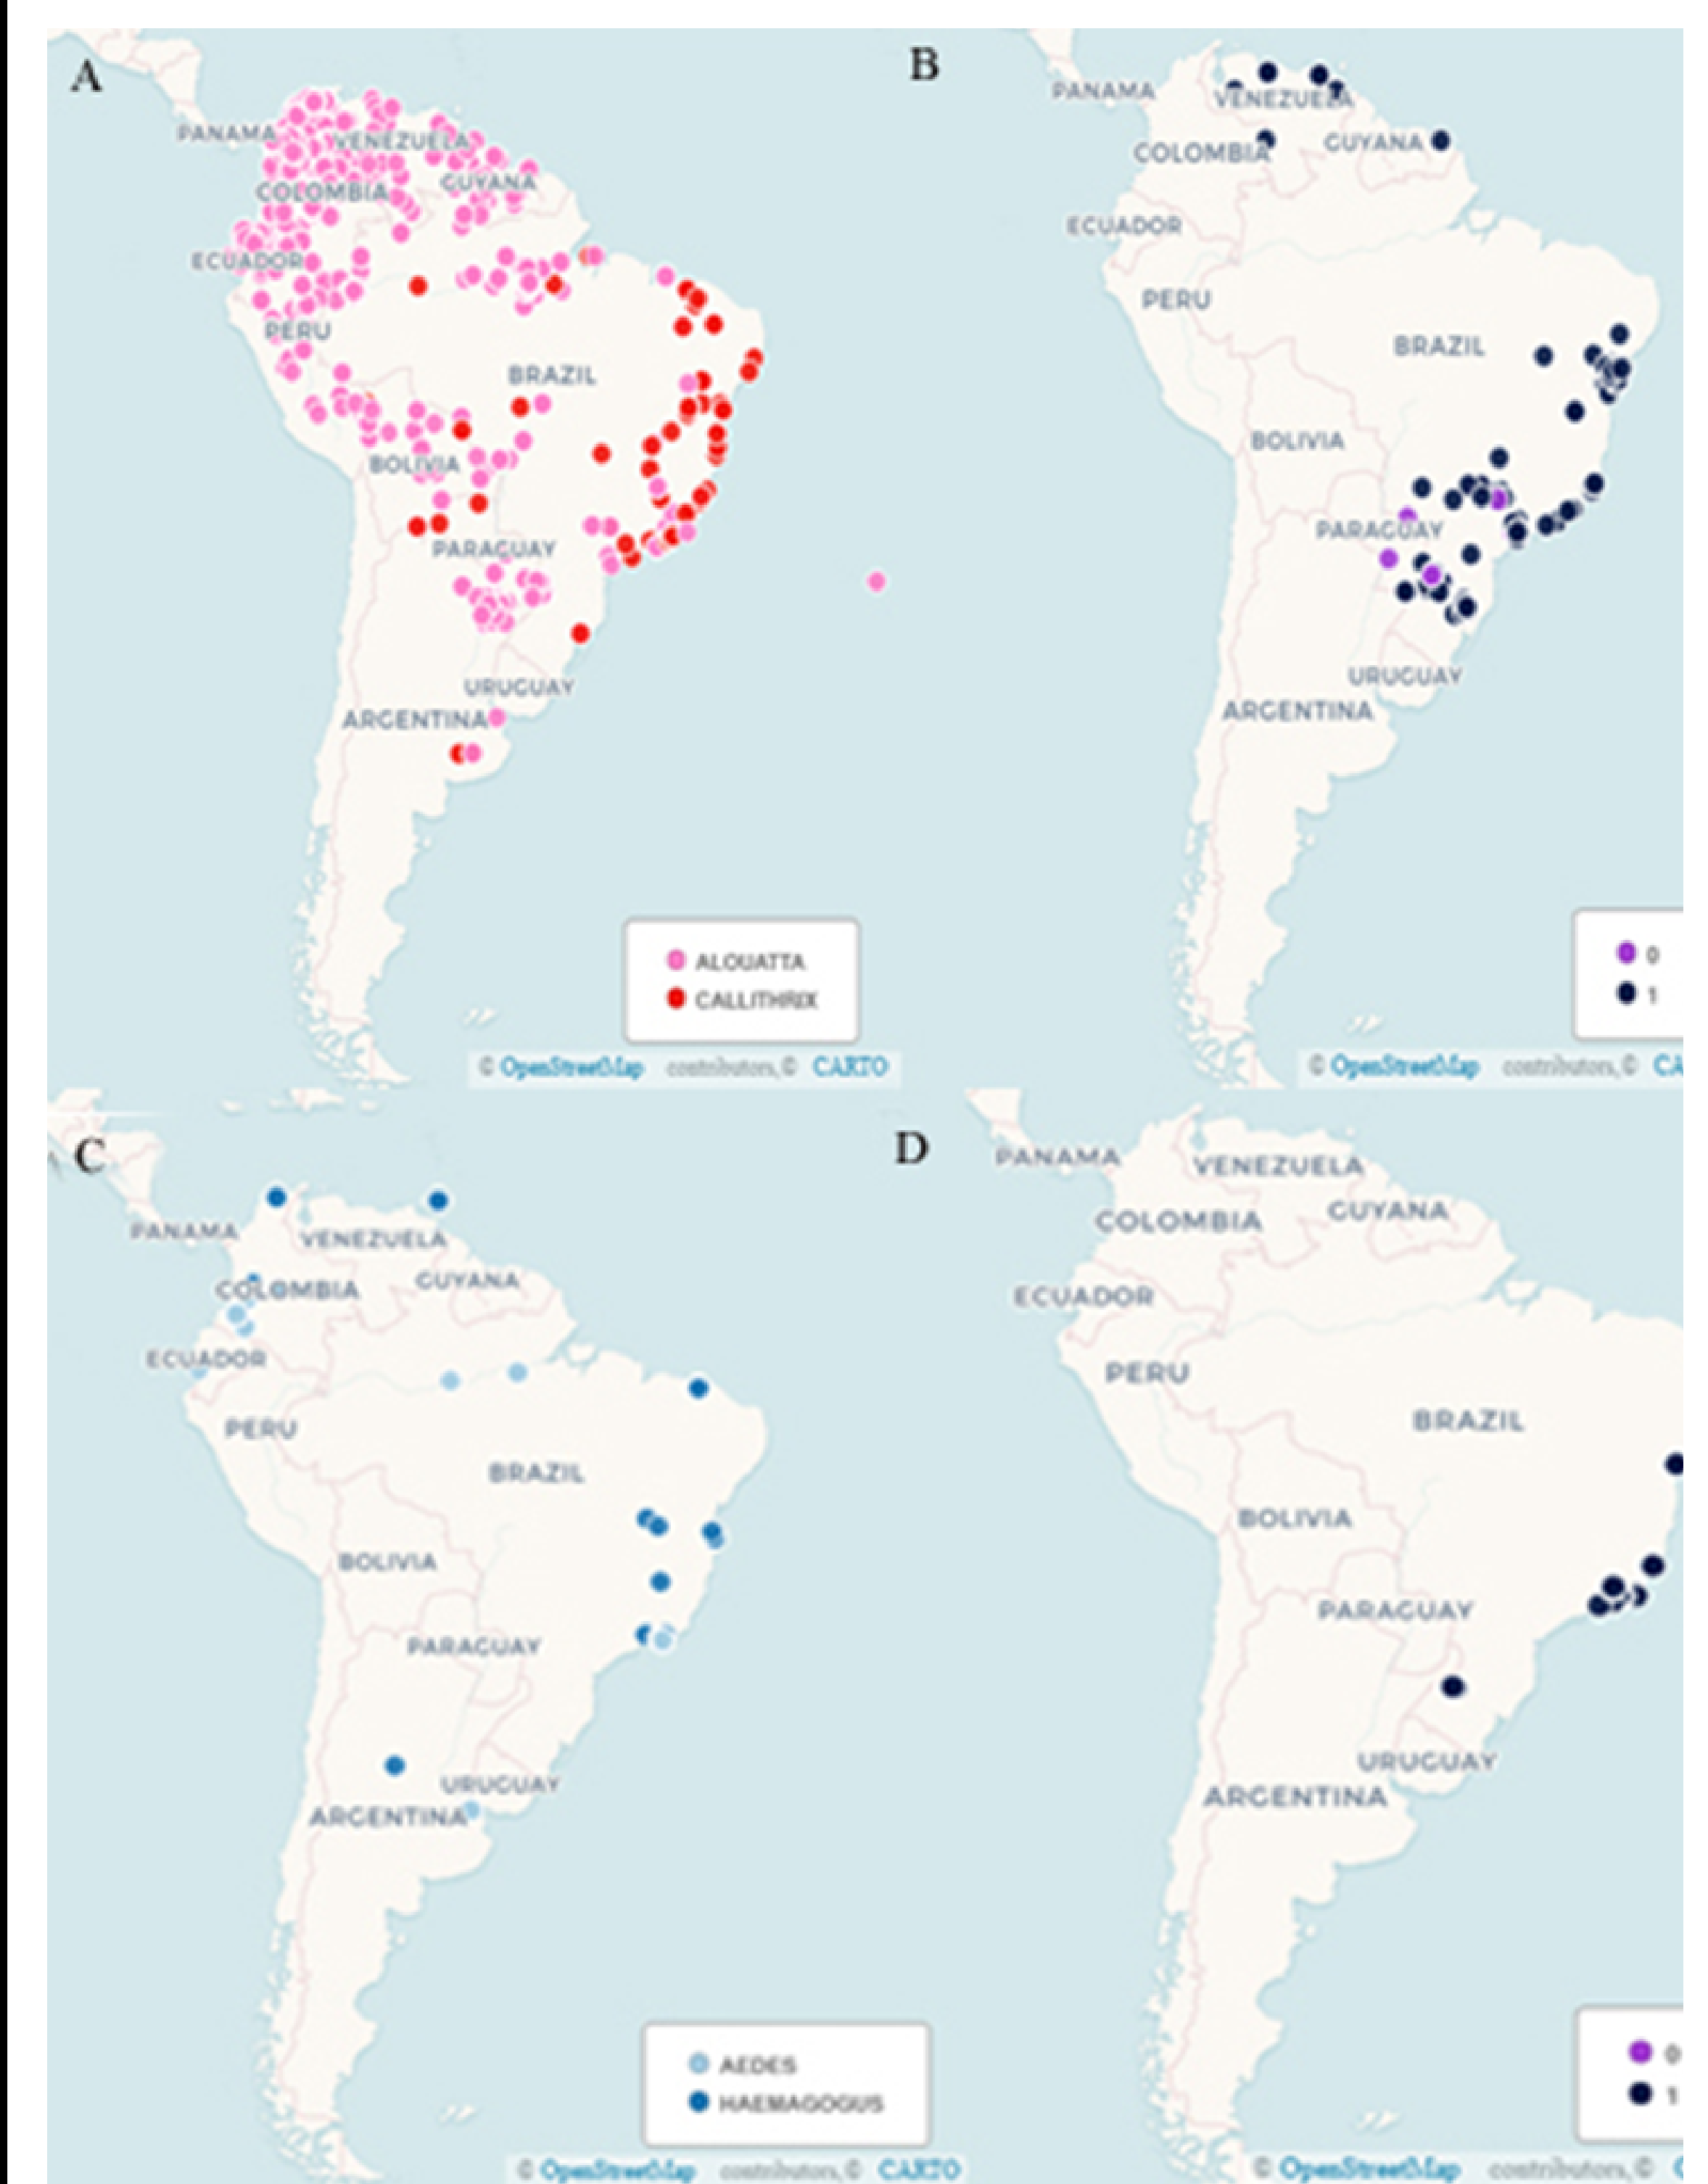 A
PANAMA
VENEZUELA
COLOMBIA
GUYANA
ECUADOR
PERU
BRAZIL
BOLIVIA
PARAGUAY
URUGUAY
ARGENTINA
ALOUATTA
CALLITHRIX
© OpenStreetMap contributors, © CARTO
B
PANAMA
VENEZUELA
COLOMBIA
GUYANA
ECUADOR
PERU
BRAZIL
BOLIVIA
PARAGUAY
URUGUAY
ARGENTINA
0
1
© OpenStreetMap contributors, © CA
C
PANAMA
VENEZUELA
COLOMBIA
GUYANA
ECUADOR
PERU
BRAZIL
BOLIVIA
PARAGUAY
URUGUAY
ARGENTINA
AEDES
HAEMAGOGUS
© OpenStreetMap contributors, © CARTO
D
PANAMA
VENEZUELA
COLOMBIA
GUYANA
ECUADOR
PERU
BRAZIL
BOLIVIA
PARAGUAY
URUGUAY
ARGENTINA
0
1
© OpenStreetMap contributors, © C